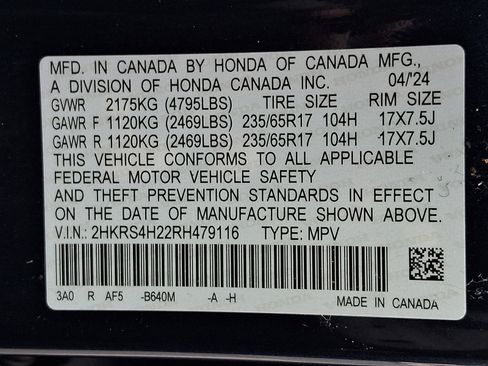 MFD. IN CANADA BY HONDA OF CANADA MFG.,
A DIVISION OF HONDA CANADA INC. 04/24
GVWR 2175KG (4795LBS) TIRE SIZE RIM SIZE
GAWR F 1120KG (2469LBS) 235/65R17 104H 17X7.5J
GAWR R 1120KG (2469LBS) 235/65R17 104H 17X7.5J
THIS VEHICLE CONFORMS TO ALL APPLICABLE
FEDERAL MOTOR VEHICLE SAFETY
AND THEFT PREVENTION STANDARDS IN EFFECT
ON THE DATE OF MANUFACTURE SHOWN ABOVE.
V.I.N: 2HKRS4H22RH479116 TYPE: MPV
3A0 R AF5 -B640M -A -H MADE IN CANADA